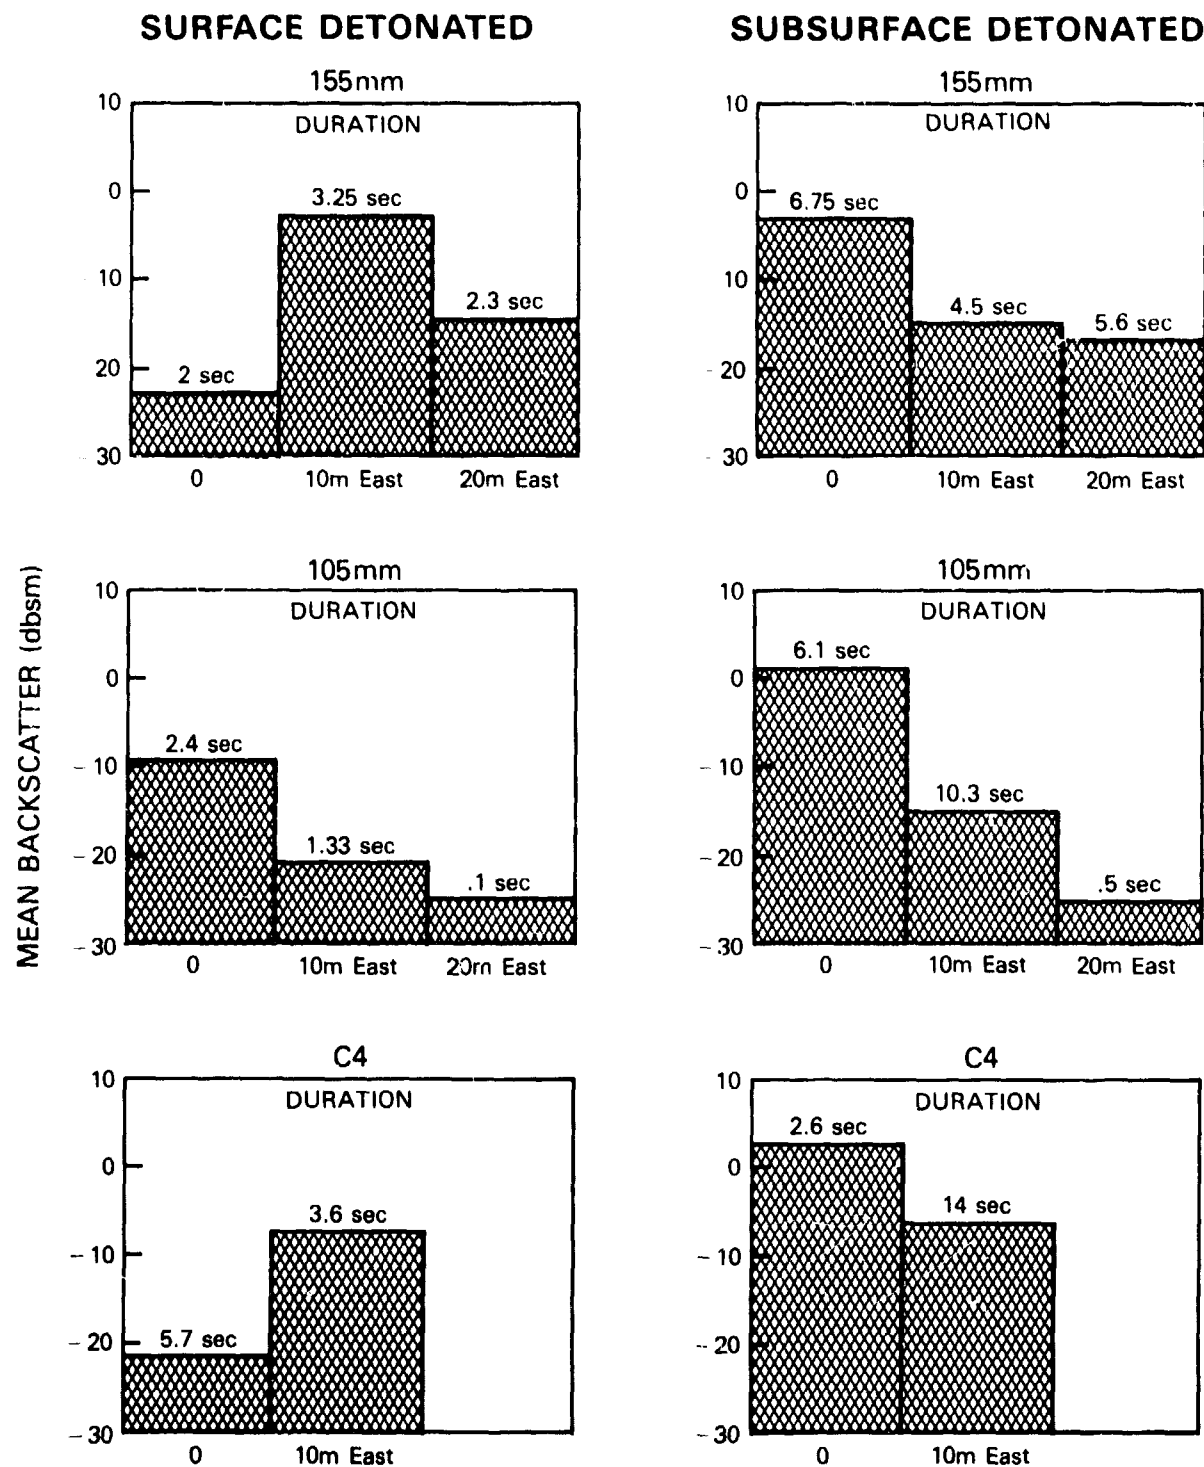 SURFACE DETONATED
SUBSURFACE DETONATED
MEAN BACKSCATTER (dbsm)
155mm
DURATION
10
0
10
20
- 30
2 sec
3.25 sec
2.3 sec
0
10m East
20m East
155mm
DURATION
10
0
10
- 20
- 30
6.75 sec
4.5 sec
5.6 sec
0
10m East
20m East
105mm
DURATION
10
0
- 10
- 20
- 30
2.4 sec
1.33 sec
.1 sec
0
10m East
20m East
105mm
DURATION
10
0
- 10
- 20
- 30
6.1 sec
10.3 sec
.5 sec
0
10m East
20m East
C4
DURATION
10
0
- 10
- 20
- 30
5.7 sec
3.6 sec
0
10m East
C4
DURATION
10
0
- 10
- 20
- 30
2.6 sec
14 sec
0
10m East